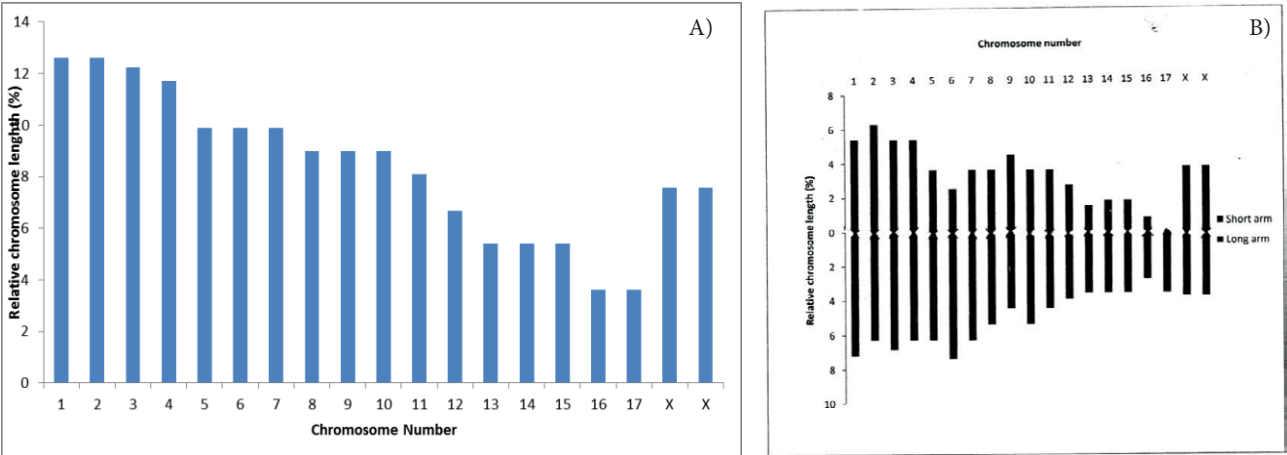 A)
14
12
10
8
6
4
2
0
Relative chromosome lenghth (%)
1 2 3 4 5 6 7 8 9 10 11 12 13 14 15 16 17 X X
Chromosome Number
B)
Chromosome number
1 2 3 4 5 6 7 8 9 10 11 12 13 14 15 16 17 X X
8
6
4
2
0
2
4
6
8
10
Relative chromosome length (%)
Short arm
Long arm